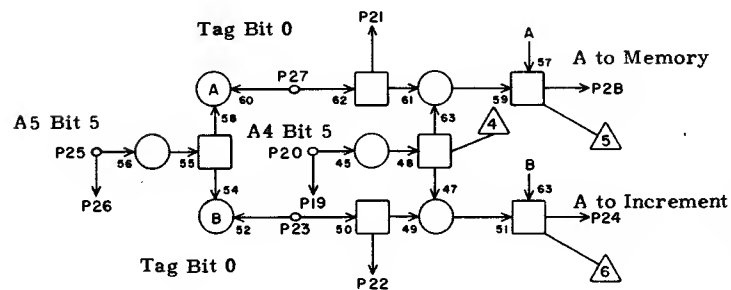 Tag Bit 0
P21
A
57
A to Memory
A
P27
60
62
61
59
P2B
58
63
4
5
A5 Bit 5
A4 Bit 5
P25
56
55
P20
45
48
P26
54
P19
47
B
63
A to Increment
B
52
P23
50
49
51
P24
Tag Bit 0
P22
6